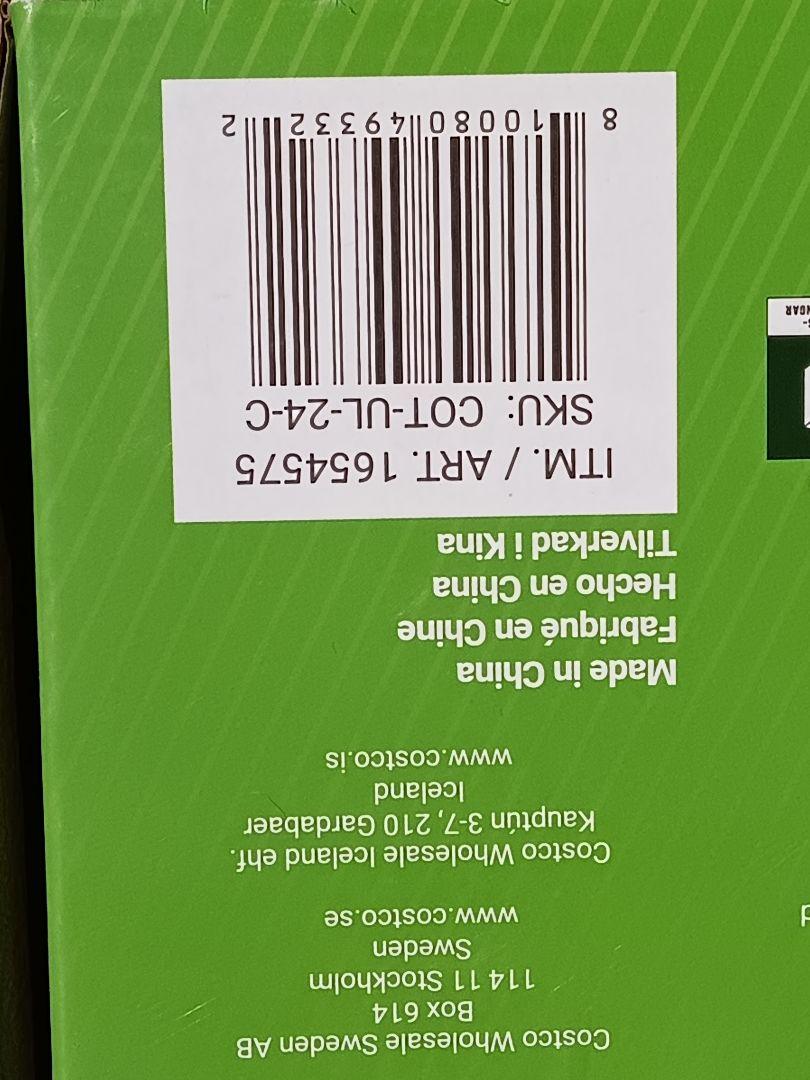 Costco Wholesale Sweden AB
Box 614
114 11 Stockholm
Sweden
www.costco.se
Costco Wholesale Iceland ehf.
Kauptún 3-7, 210 Gardabaer
Iceland
www.costco.is
Made in China
Fabriqué en Chine
Hecho en China
Tilverkad i Kina
ITM. / ART. 1654575
SKU: COT-UL-24-C
8 10080 49332 2